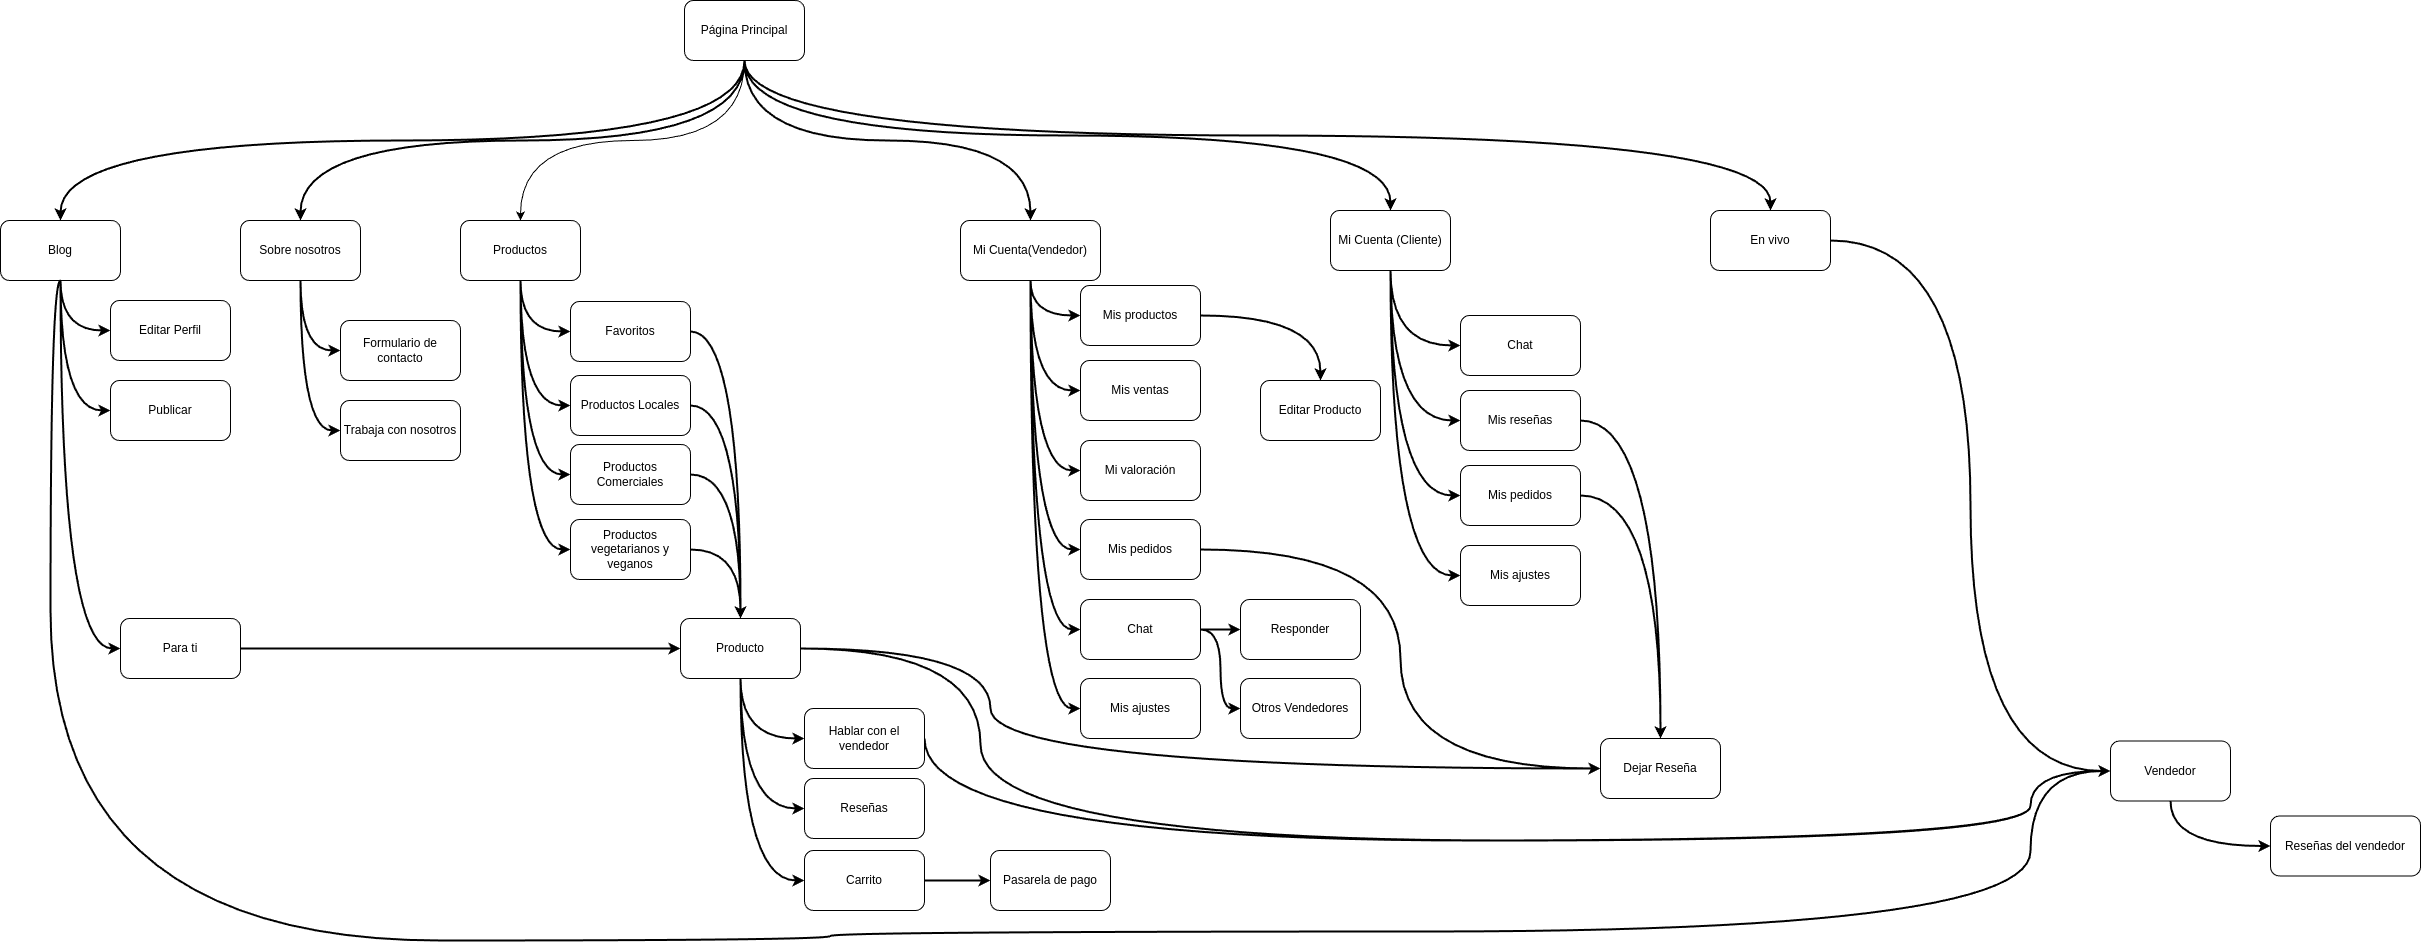 Página Principal
Blog
Sobre nosotros
Productos
Mi Cuenta(Vendedor)
Mi Cuenta (Cliente)
En vivo
Editar Perfil
Publicar
Formulario de
contacto
Trabaja con nosotros
Favoritos
Productos Locales
Productos
Comerciales
Productos
vegetarianos y
veganos
Mis productos
Mis ventas
Editar Producto
Mi valoración
Mis pedidos
Chat
Responder
Mis ajustes
Otros Vendedores
Chat
Mis reseñas
Mis pedidos
Mis ajustes
Para ti
Producto
Hablar con el
vendedor
Reseñas
Carrito
Pasarela de pago
Dejar Reseña
Vendedor
Reseñas del vendedor